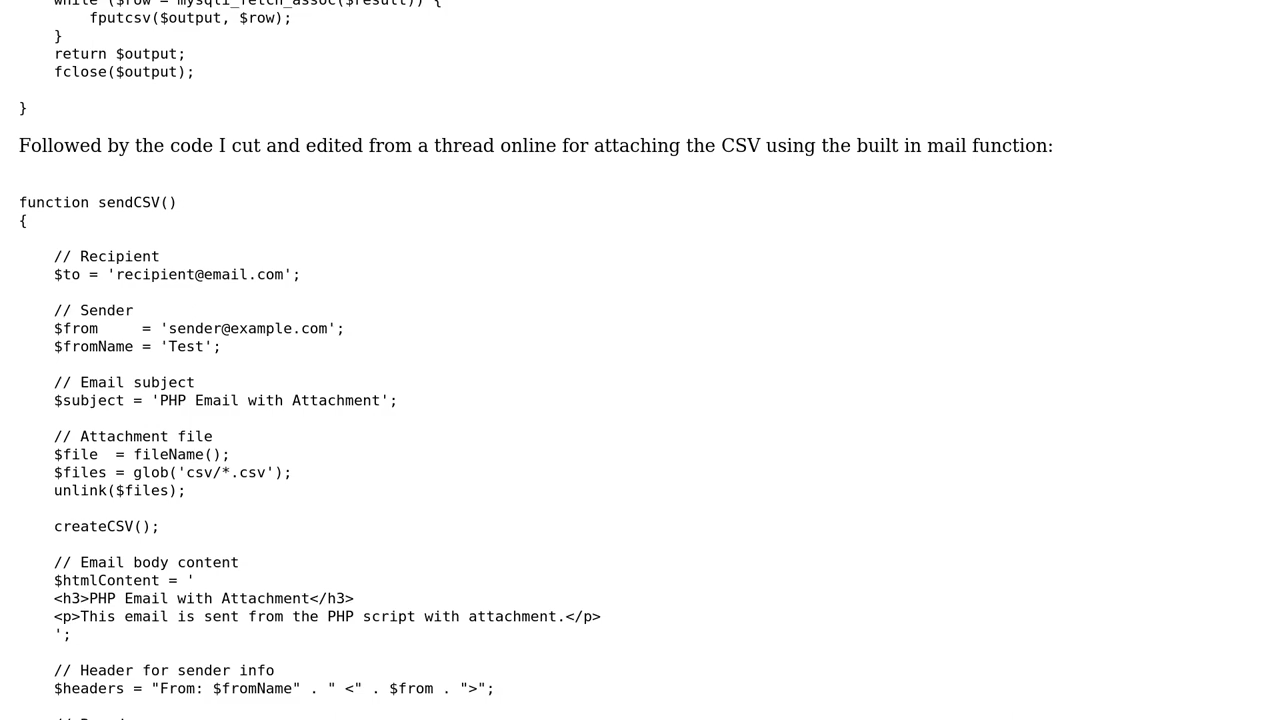 while ($row = mysqli_fetch_assoc($result)) {
fputcsv($output, $row);
}
return $output;
fclose($output);
}
Followed by the code I cut and edited from a thread online for attaching the CSV using the built in mail function:
function sendCSV()
{
// Recipient
$to = 'recipient@email.com';
// Sender
$from     = 'sender@example.com';
$fromName = 'Test';
// Email subject
$subject = 'PHP Email with Attachment';
// Attachment file
$file  = fileName();
$files = glob('csv/*.csv');
unlink($files);
createCSV();
// Email body content
$htmlContent = '
<h3>PHP Email with Attachment</h3>
<p>This email is sent from the PHP script with attachment.</p>
';
// Header for sender info
$headers = "From: $fromName" . " <" . $from . ">";